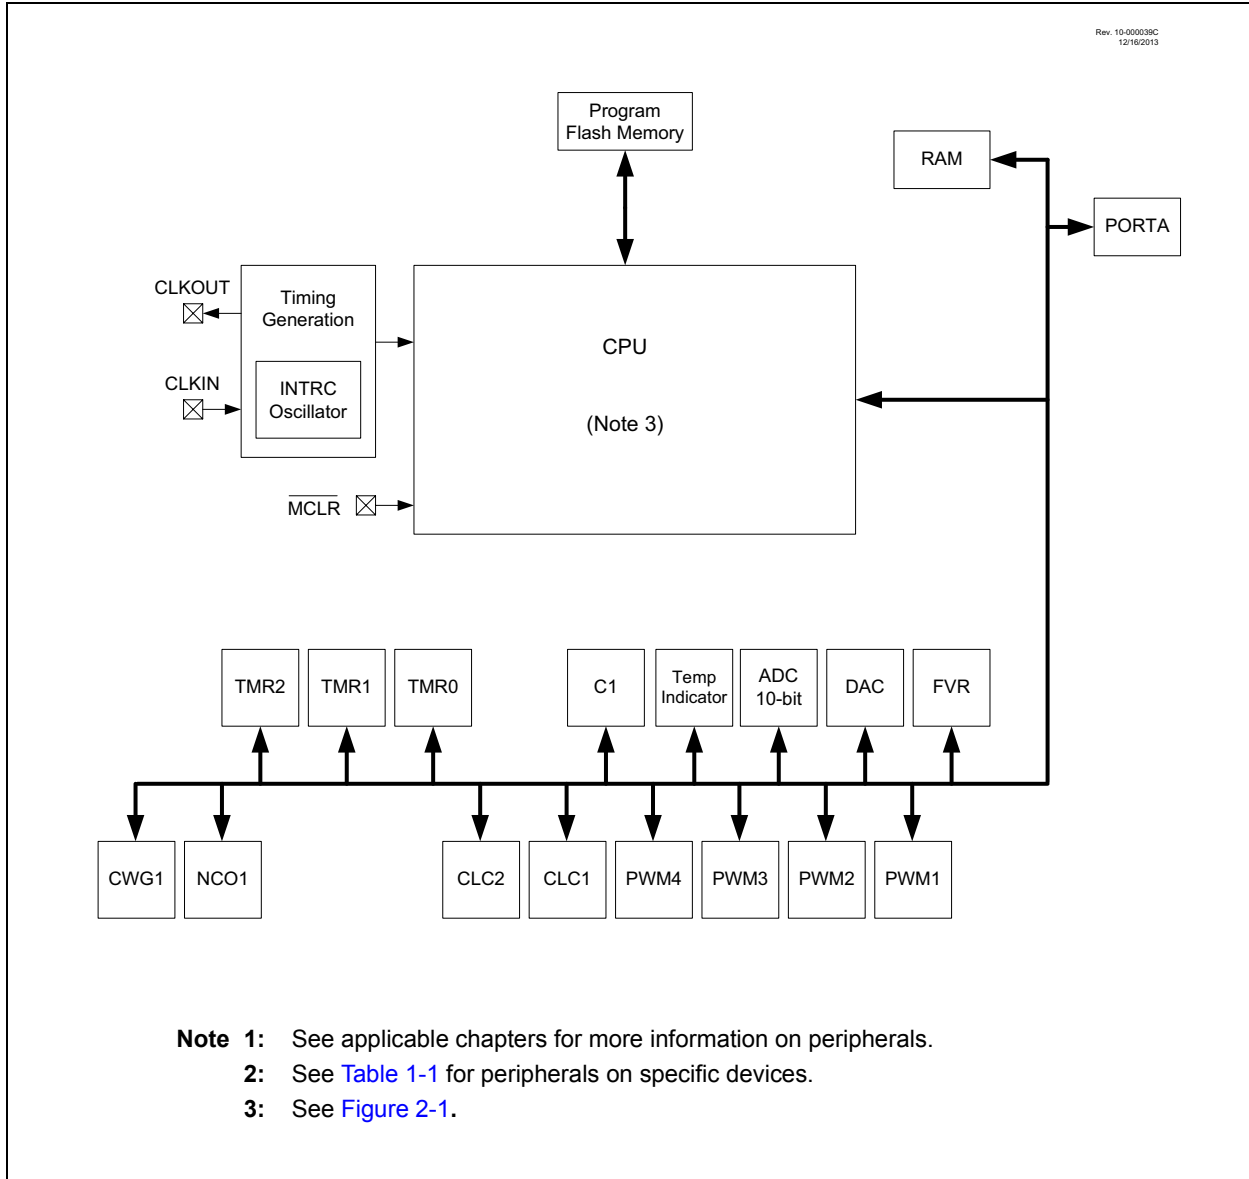 Rev. 10-000039C
12/16/2013
Program
Flash Memory
RAM
PORTA
CLKOUT
Timing
Generation
CPU
CLKIN
INTRC
Oscillator
(Note 3)
MCLR
TMR2
TMR1
TMR0
C1
Temp
Indicator
ADC
10-bit
DAC
FVR
CWG1
NCO1
CLC2
CLC1
PWM4
PWM3
PWM2
PWM1
Note 1: See applicable chapters for more information on peripherals.
2: See Table 1-1 for peripherals on specific devices.
3: See Figure 2-1.